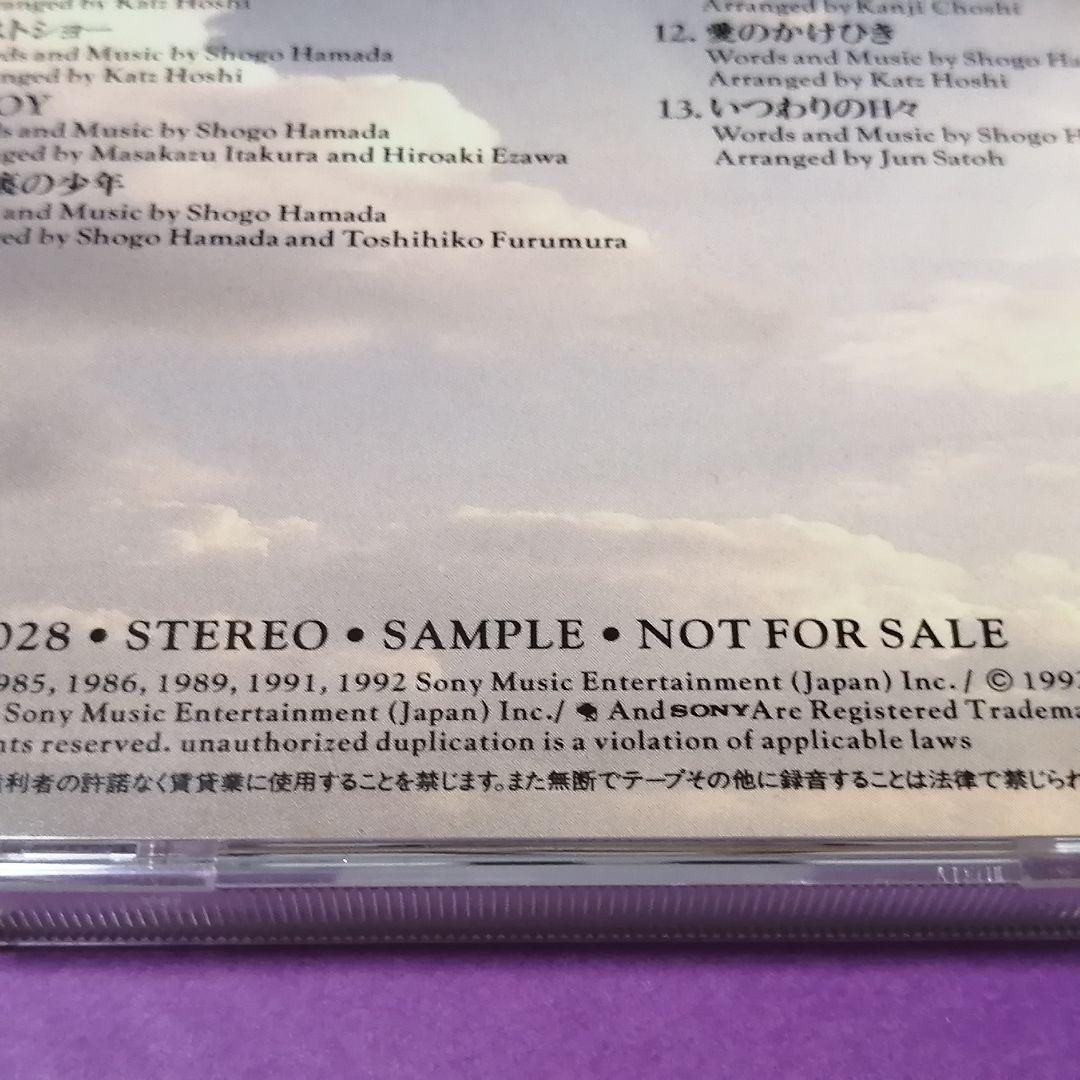 Arranged by Katz Hoshi
ストショー
ds and Music by Shogo Hamada
nged by Katz Hoshi
OY
s and Music by Shogo Hamada
ged by Masakazu Itakura and Hiroaki Ezawa
の少年
and Music by Shogo Hamada
ed by Shogo Hamada and Toshihiko Furumura
Arranged by Kanji Choshi
12. 愛のかけひき
Words and Music by Shogo Ha
Arranged by Katz Hoshi
13. いつわりの日々
Words and Music by Shogo H
Arranged by Jun Satoh
028 • STEREO • SAMPLE • NOT FOR SALE
985, 1986, 1989, 1991, 1992 Sony Music Entertainment (Japan) Inc. / © 1992
Sony Music Entertainment (Japan) Inc./ And SONY Are Registered Tradema
nts reserved. unauthorized duplication is a violation of applicable laws
利者の許諾なく賃貸業に使用することを禁じます。また無断でテープその他に録音することは法律で禁じられ